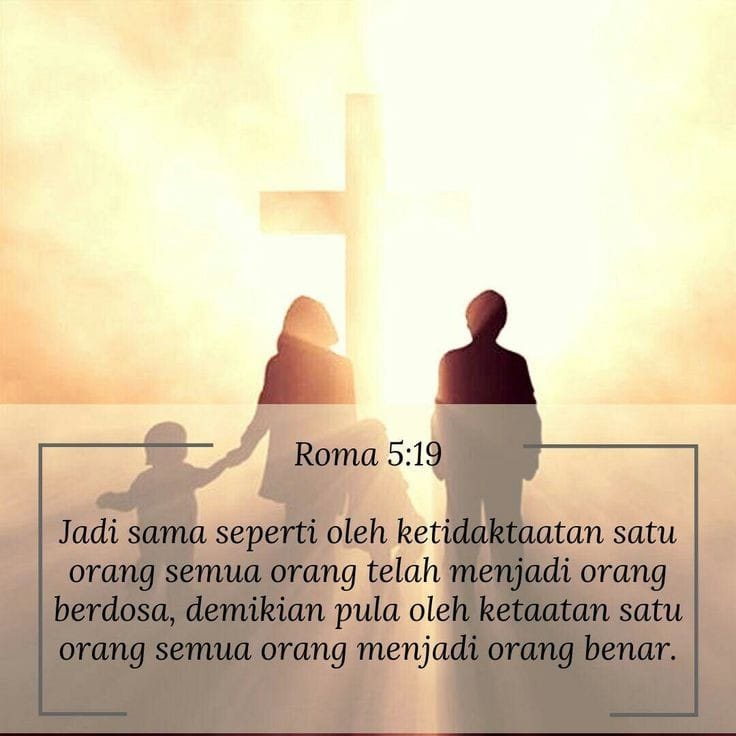 Roma 5:19
Jadi sama seperti oleh ketidaktaatan satu
orang semua orang telah menjadi orang
berdosa, demikian pula oleh ketaatan satu
orang semua orang menjadi orang benar.